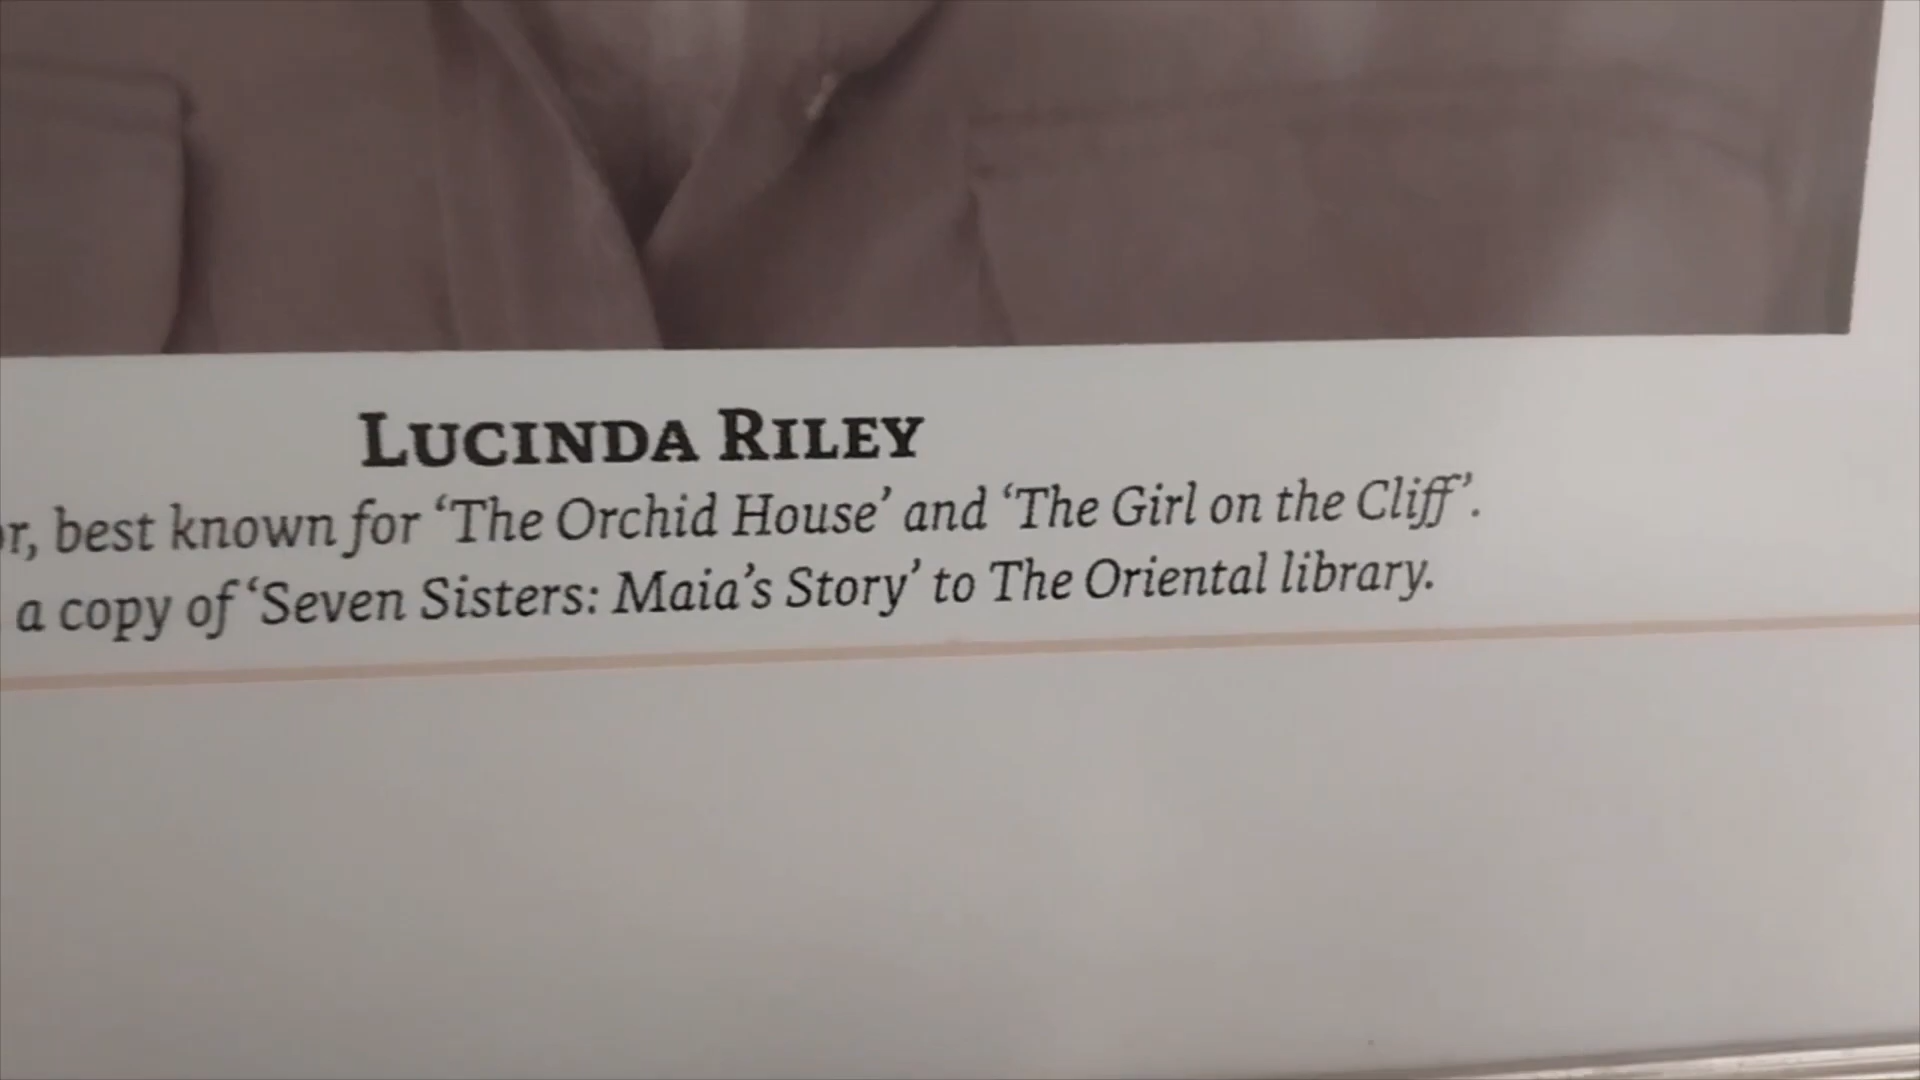 LUCINDA RILEY
best known for ‘The Orchid House’ and ‘The Girl on the Cliff’.
a copy of ‘Seven Sisters: Maia’s Story’ to The Oriental library.